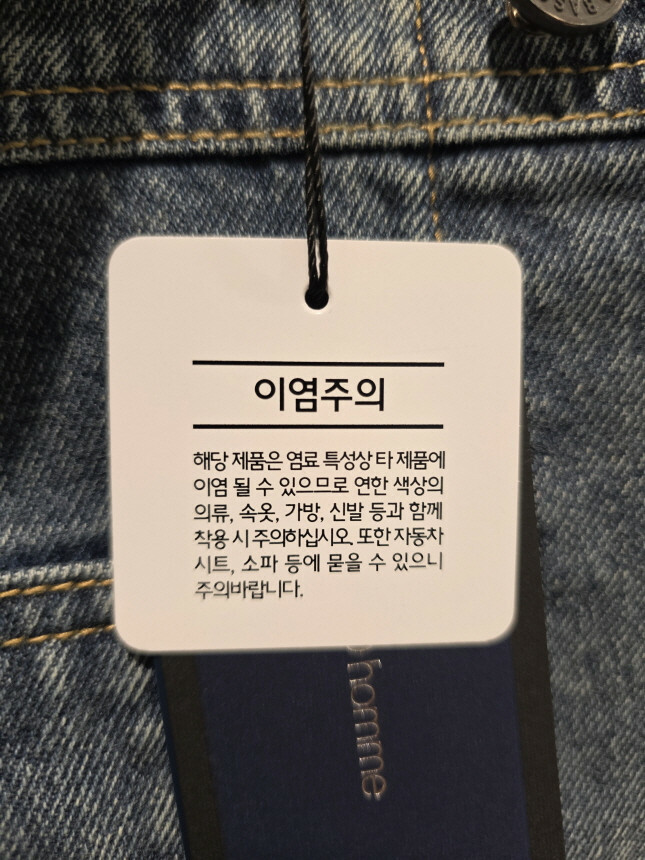 이염주의
해당 제품은 염료 특성상 타 제품에
이염 될 수 있으므로 연한 색상의
의류, 속옷, 가방, 신발 등과 함께
착용 시 주의하십시오. 또한 자동차
시트, 소파 등에 묻을 수 있으니
주의바랍니다.
homme